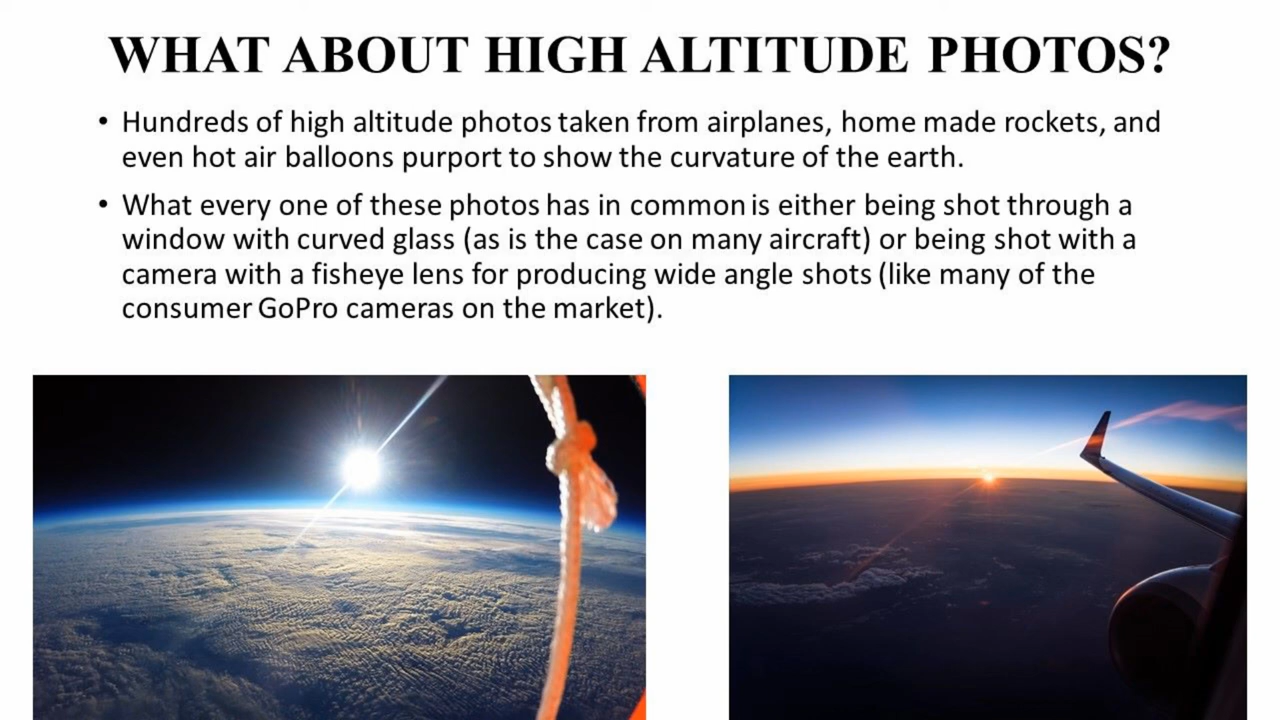 WHAT ABOUT HIGH ALTITUDE PHOTOS?
• Hundreds of high altitude photos taken from airplanes, home made rockets, and
even hot air balloons purport to show the curvature of the earth.
• What every one of these photos has in common is either being shot through a
window with curved glass (as is the case on many aircraft) or being shot with a
camera with a fisheye lens for producing wide angle shots (like many of the
consumer GoPro cameras on the market).